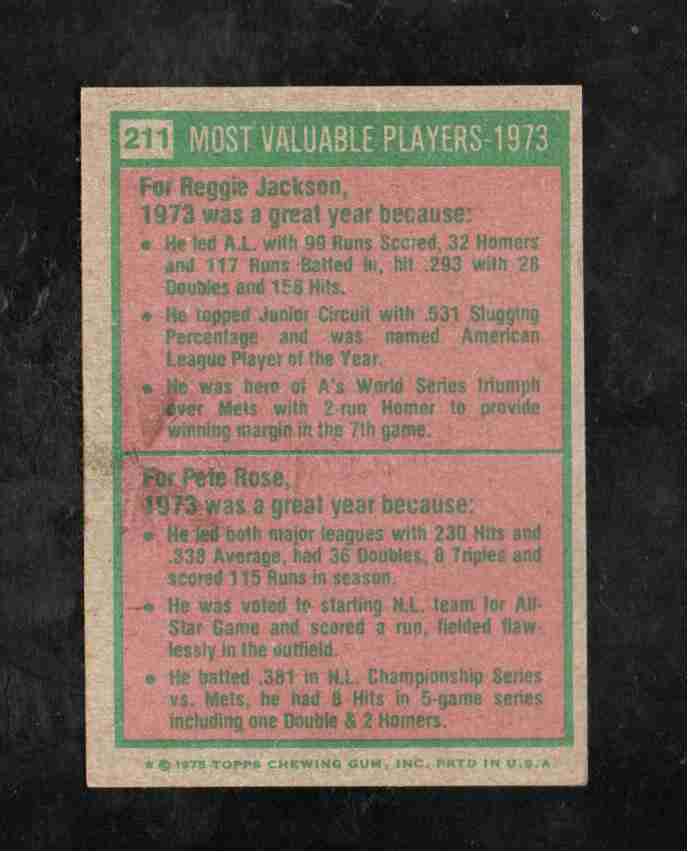 211 MOST VALUABLE PLAYERS-1973
For Reggie Jackson,
1973 was a great year because:
• He led A.L. with 99 Runs Scored, 32 Homers
and 117 Runs Batted In, hit .293 with 28
Doubles and 158 Hits.
• He topped Junior Circuit with .531 Slugging
Percentage and was named American
League Player of the Year.
• He was hero of A's World Series triumph
over Mets with 2-run Homer to provide
winning margin in the 7th game.
For Pete Rose,
1973 was a great year because:
• He led both major leagues with 230 Hits and
.338 Average, had 36 Doubles, 8 Triples and
scored 115 Runs in season.
• He was voted to starting N.L. team for All-
Star Game and scored a run, fielded flaw-
lessly in the outfield.
• He batted .381 in N.L. Championship Series
vs. Mets, he had 8 Hits in 5-game series
including one Double & 2 Homers.
* © 1975 TOPPS CHEWING GUM, INC. PRTD IN U.S.A.